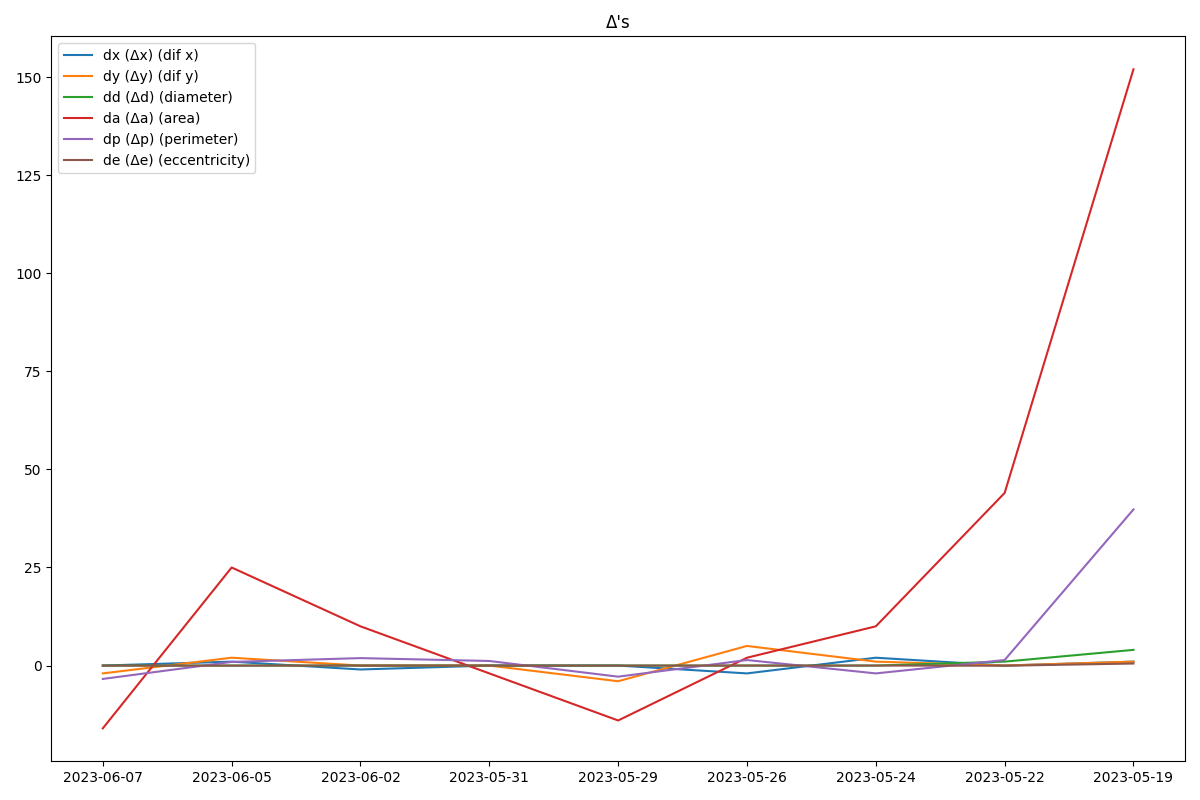 Δ's
dx (Δx) (dif x)
dy (Δy) (dif y)
dd (Δd) (diameter)
da (Δa) (area)
dp (Δp) (perimeter)
de (Δe) (eccentricity)
150
125
100
75
50
25
0
2023-06-07 2023-06-05 2023-06-02 2023-05-31 2023-05-29 2023-05-26 2023-05-24 2023-05-22 2023-05-19